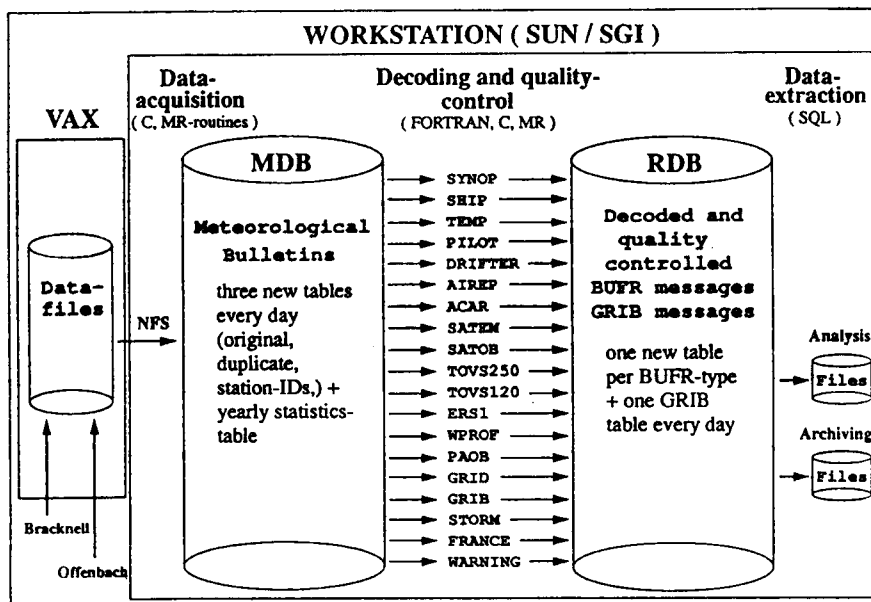 WORKSTATION ( SUN / SGI )
Data-
acquisition
( C, MR-routines)
Decoding and quality-
control
( FORTRAN, C, MR)
Data-
extraction
( SQL)
VAX
Data-
files
NFS
Bracknell
Offenbach
MDB
Meteorological
Bulletins
three new tables
every day
(original,
duplicate,
station-IDs,) +
yearly statistics-
table
SYNOP
SHIP
TEMP
PILOT
DRIFTER
AIREP
ACAR
SATEM
SATOB
TOVS250
TOVS120
ERS1
WPROF
PAOB
GRID
GRIB
STORM
FRANCE
WARNING
RDB
Decoded and
quality
controlled
BUFR messages
GRIB messages
one new table
per BUFR-type
+ one GRIB
table every day
Analysis
Files
Archiving
Files